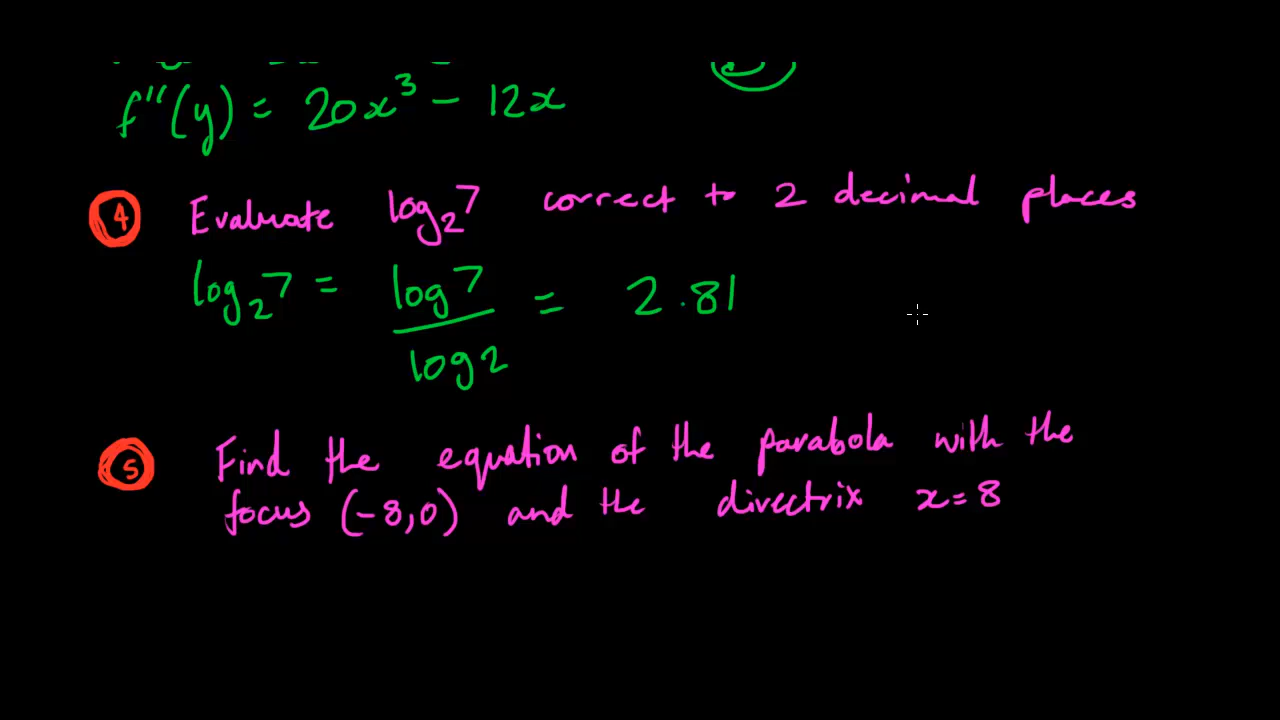 f''(y) = 20x³ - 12x
4 Evaluate log₂7 correct to 2 decimal places
log₂7 = log7 / log2 = 2.81
5 Find the equation of the parabola with the
focus (-8,0) and the directrix x=8